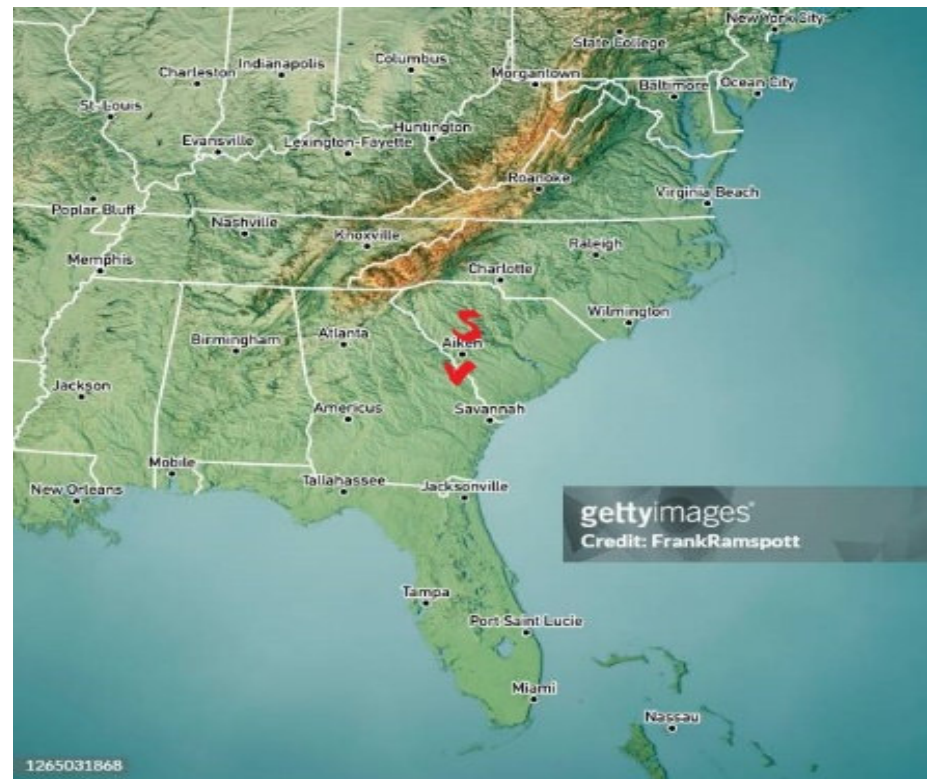 New York City
State College
Columbus
Indianapolis
Charleston
Morgantown
Baltimore
Ocean City
St. Louis
Huntington
Evansville
Lexington-Fayette
Roanoke
Virginia Beach
Poplar Bluff
Nashville
Knoxville
Raleigh
Memphis
Charlotte
Wilmington
S
Birmingham
Atlanta
Aiken
Jackson
Americus
Savannah
Mobile
New Orleans
Tallahassee
Jacksonville
gettyimages®
Credit: FrankRamspott
Tampa
Port Saint Lucie
Miami
Nassau
1265031868